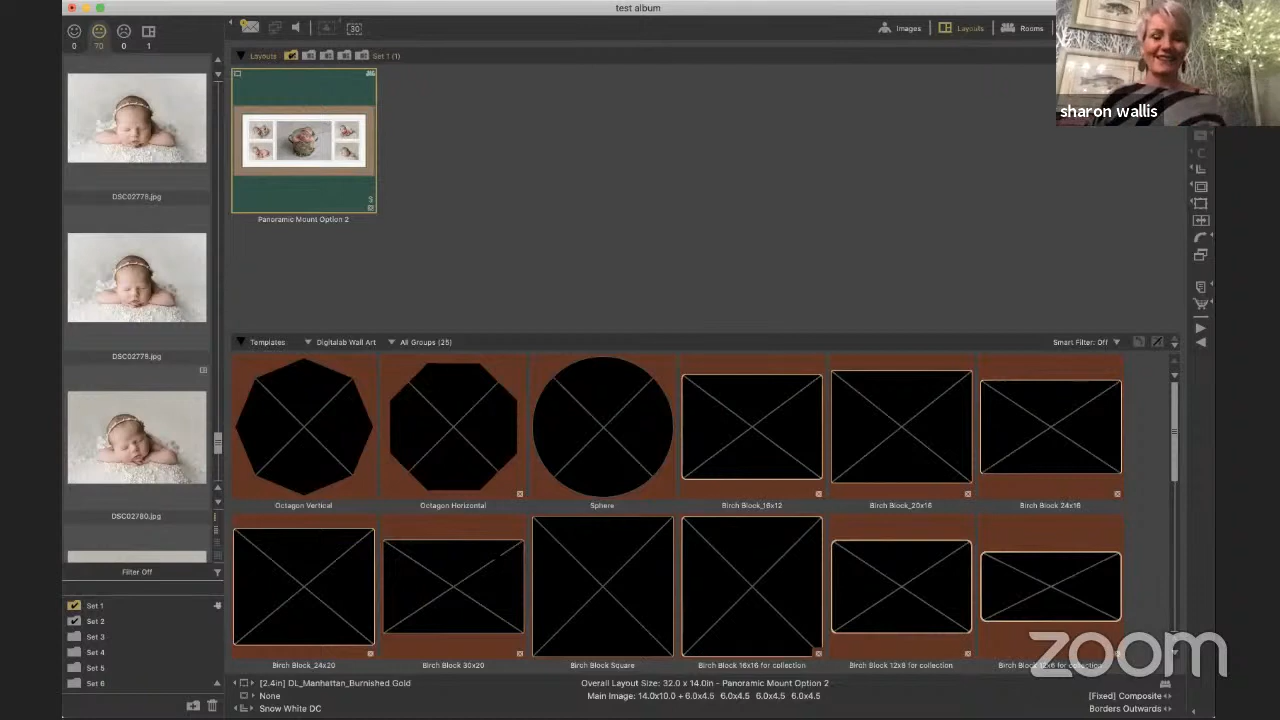 test album
0
70
0
1
30
Images
Layouts
Rooms
sharon wallis
Layouts
Set 1 (1)
S
Panoramic Mount Option 2
DSC02778.jpg
DSC02778.jpg
DSC02780.jpg
Filter Off
Set 1
Set 2
Set 3
Set 4
Set 5
Set 6
Templates
Digitalab Wall Art
All Groups (25)
Smart Filter: Off
Octagon Vertical
Octagon Horizontal
Sphere
Birch Block_16x12
Birch Block_20x16
Birch Block 24x16
Birch Block_24x20
Birch Block 30x20
Birch Block Square
Birch Block 16x16 for collection
Birch Block 12x8 for collection
Birch Block 12x6 for collection
zoom
[2.4in] DL_Manhattan_Burnished Gold
None
Snow White DC
Overall Layout Size: 32.0 x 14.0in - Panoramic Mount Option 2
Main Image: 14.0x10.0 + 6.0x4.5 6.0x4.5 6.0x4.5 6.0x4.5
[Fixed] Composite
Borders Outwards